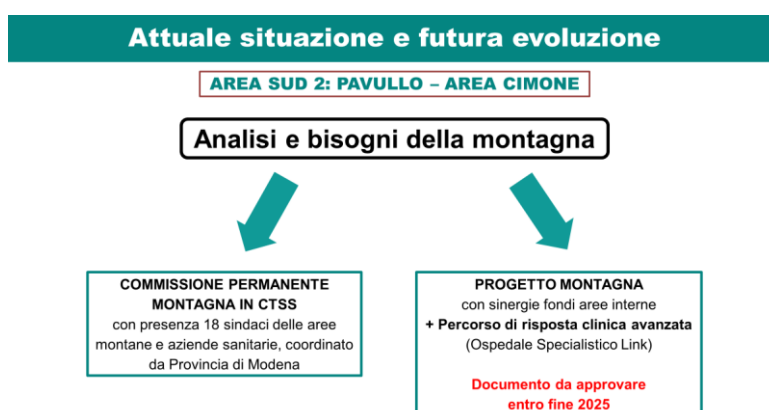 Attuale situazione e futura evoluzione
AREA SUD 2: PAVULLO – AREA CIMONE
Analisi e bisogni della montagna
COMMISSIONE PERMANENTE
MONTAGNA IN CTSS
con presenza 18 sindaci delle aree
montane e aziende sanitarie, coordinato
da Provincia di Modena
PROGETTO MONTAGNA
con sinergie fondi aree interne
+ Percorso di risposta clinica avanzata
(Ospedale Specialistico Link)
Documento da approvare
entro fine 2025